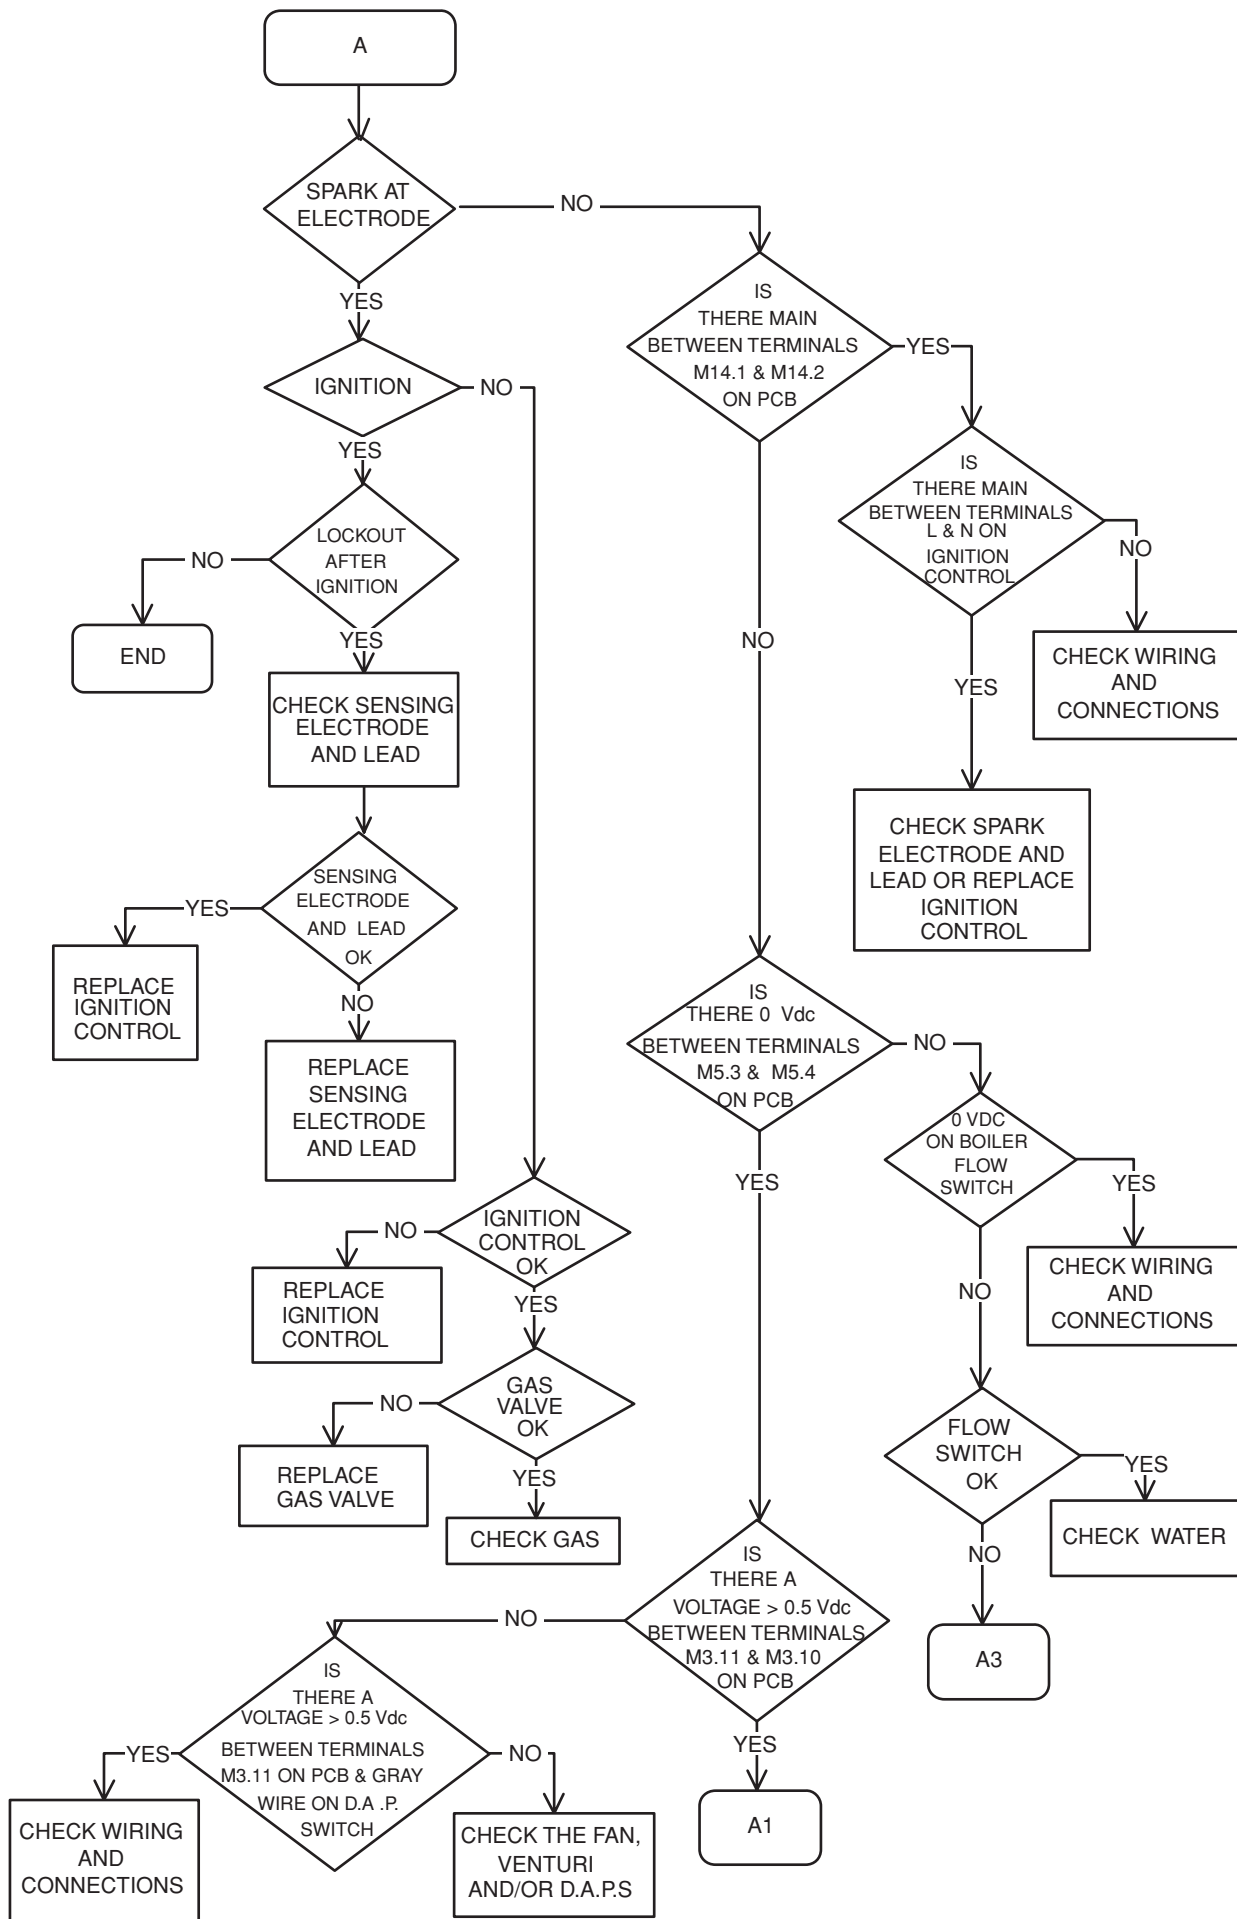 A
SPARK AT
ELECTRODE
NO
YES
IS
THERE MAIN
BETWEEN TERMINALS
M14.1 & M14.2
ON PCB
YES
IGNITION
NO
YES
IS
THERE MAIN
BETWEEN TERMINALS
L & N ON
IGNITION
CONTROL
NO
LOCKOUT
AFTER
IGNITION
NO
YES
END
NO
YES
CHECK WIRING
AND
CONNECTIONS
CHECK SENSING
ELECTRODE
AND LEAD
CHECK SPARK
ELECTRODE AND
LEAD OR REPLACE
IGNITION
CONTROL
SENSING
ELECTRODE
AND LEAD
OK
YES
NO
REPLACE
IGNITION
CONTROL
REPLACE
SENSING
ELECTRODE
AND LEAD
IS
THERE 0 Vdc
BETWEEN TERMINALS
M5.3 & M5.4
ON PCB
NO
YES
0 VDC
ON BOILER
FLOW
SWITCH
YES
NO
CHECK WIRING
AND
CONNECTIONS
IGNITION
CONTROL
OK
NO
YES
REPLACE
IGNITION
CONTROL
GAS
VALVE
OK
NO
YES
REPLACE
GAS VALVE
CHECK GAS
FLOW
SWITCH
OK
YES
NO
CHECK WATER
A3
IS
THERE A
VOLTAGE > 0.5 Vdc
BETWEEN TERMINALS
M3.11 & M3.10
ON PCB
NO
YES
A1
IS
THERE A
VOLTAGE > 0.5 Vdc
BETWEEN TERMINALS
M3.11 ON PCB & GRAY
WIRE ON D.A .P.
SWITCH
YES
NO
CHECK WIRING
AND
CONNECTIONS
CHECK THE FAN,
VENTURI
AND/OR D.A.P.S